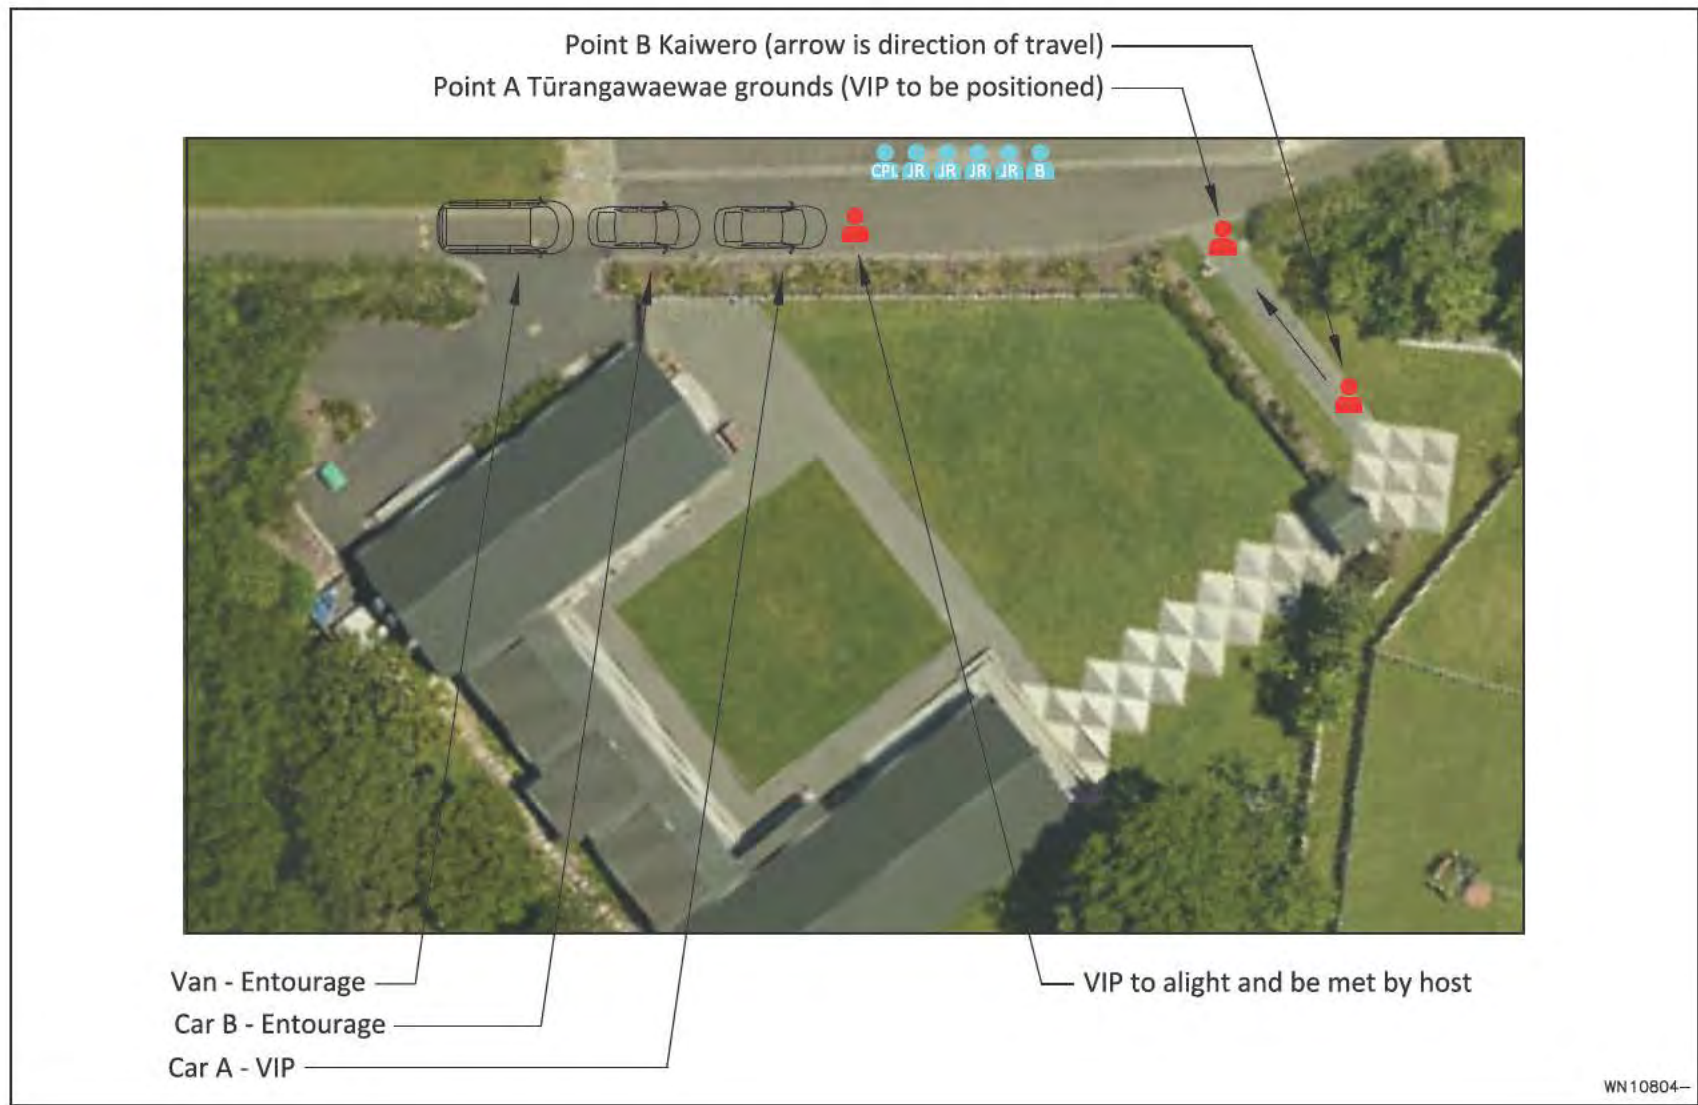 Point B Kaiwero (arrow is direction of travel)
Point A Tūrangawaewae grounds (VIP to be positioned)
CPL JR JR JR JR B
Van - Entourage
Car B - Entourage
Car A - VIP
VIP to alight and be met by host
WN10804-